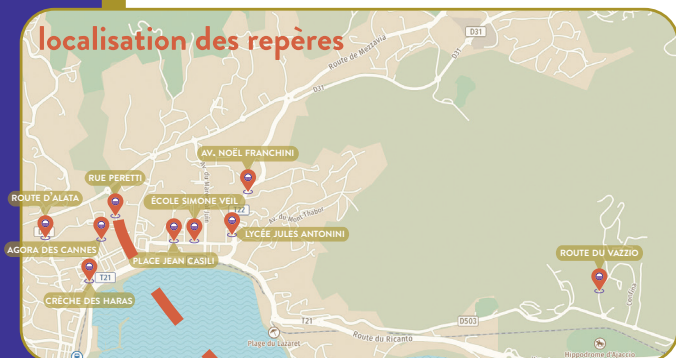 localisation des repères
D31
Route de Mezzavia
D31
AV. NOËL FRANCHINI
RUE PERETTI
ROUTE D'ALATA
ÉCOLE SIMONE VEIL
T22
Av. du Mont Thabor
LYCÉE JULES ANTONINI
AGORA DES CANNES
PLACE JEAN CASILI
ROUTE DU VAZZIO
T21
CRÈCHE DES HARAS
T21
D503
Route du Ricanto
Plage du Lazaret
Hippodrome d'Ajaccio